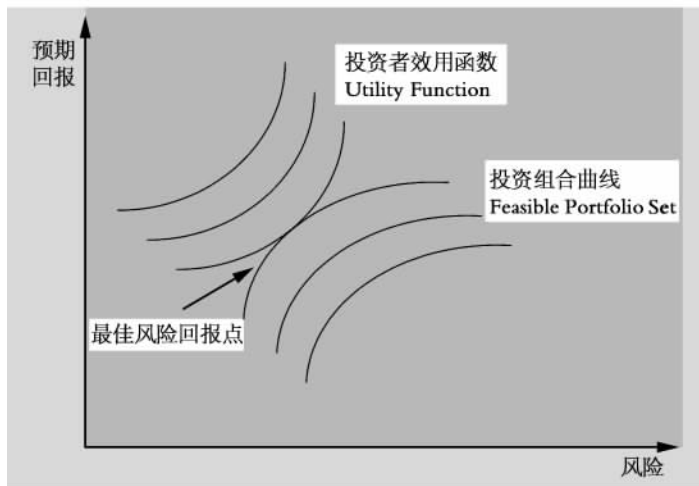 预期
回报
投资者效用函数
Utility Function
投资组合曲线
Feasible Portfolio Set
最佳风险回报点
风险